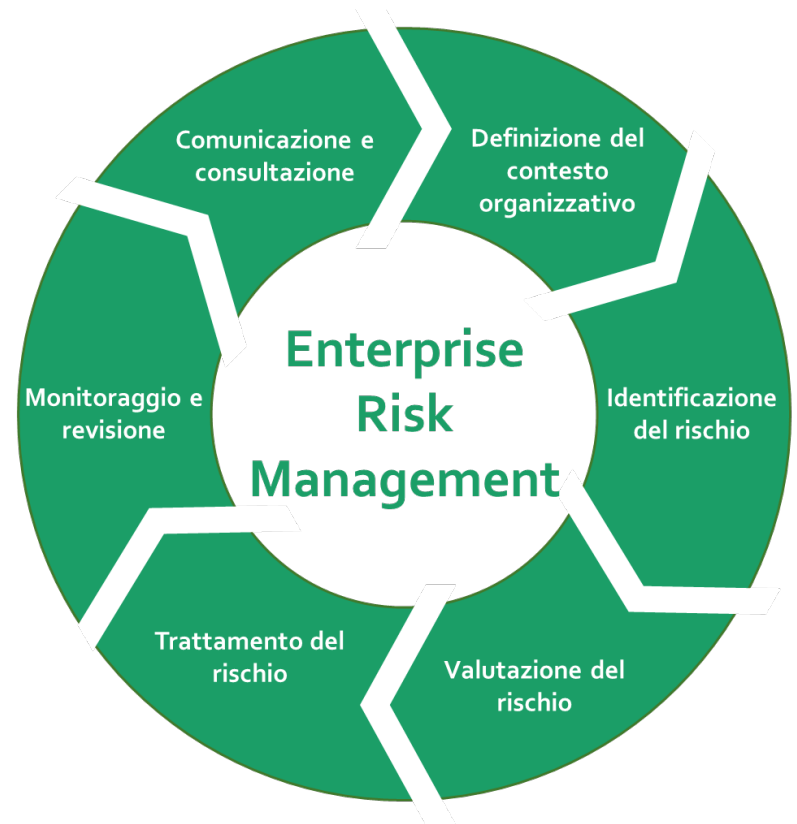 Comunicazione e
consultazione
Definizione del
contesto
organizzativo
Identificazione
del rischio
Valutazione del
rischio
Trattamento del
rischio
Monitoraggio e
revisione
Enterprise
Risk
Management